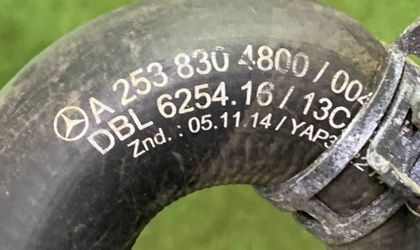 A 253 830 4800 / 004
DBL 6254.16 / 13C
Znd. : 05.11.14 / YAP3